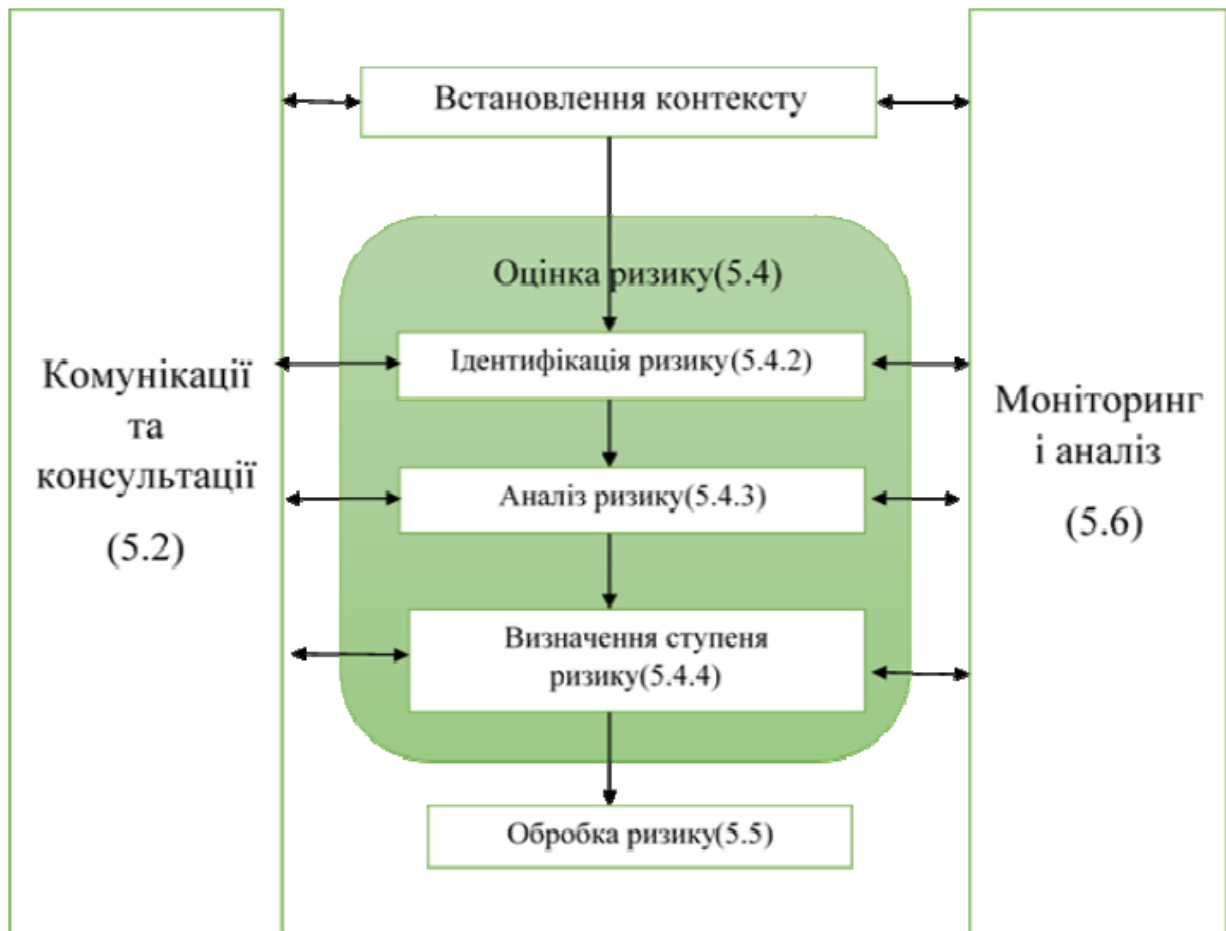 Встановлення контексту
Оцінка ризику(5.4)
Ідентифікація ризику(5.4.2)
Аналіз ризику(5.4.3)
Визначення ступеня
ризику(5.4.4)
Обробка ризику(5.5)
Комунікації
та
консультації
(5.2)
Моніторинг
і аналіз
(5.6)